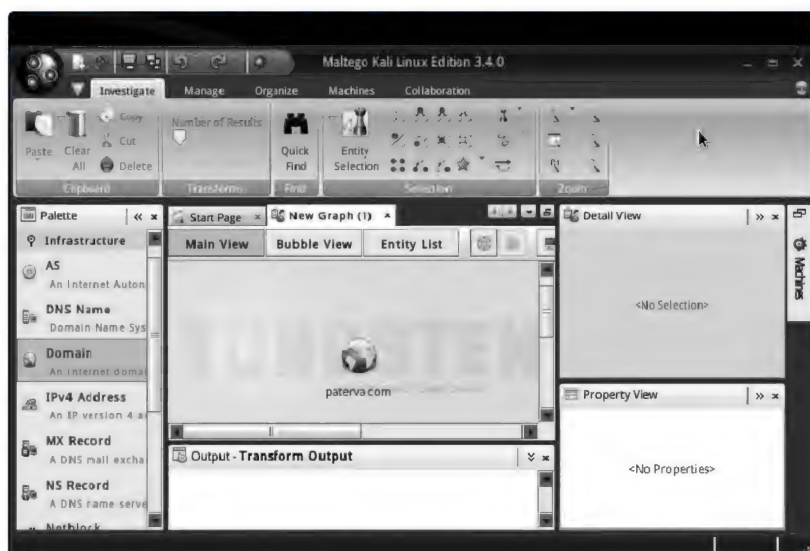 Maltego Kali Linux Edition 3.4.0
Investigate Manage Organize Machines Collaboration
Paste
Clear All
Copy
Cut
Delete
Clipboard
Number of Results
Transforms
Quick Find
Find
Entity Selection
Selection
Zoom
Palette
Infrastructure
AS
An Internet Auton
DNS Name
Domain Name Sys
Domain
An internet domai
IPv4 Address
An IP version 4 a
MX Record
A DNS mail excha
NS Record
A DNS name serve
Netblock
Start Page New Graph (1)
Main View Bubble View Entity List
TUNGSTEN
paterva.com
Output - Transform Output
Detail View
<No Selection>
Property View
<No Properties>
Machines